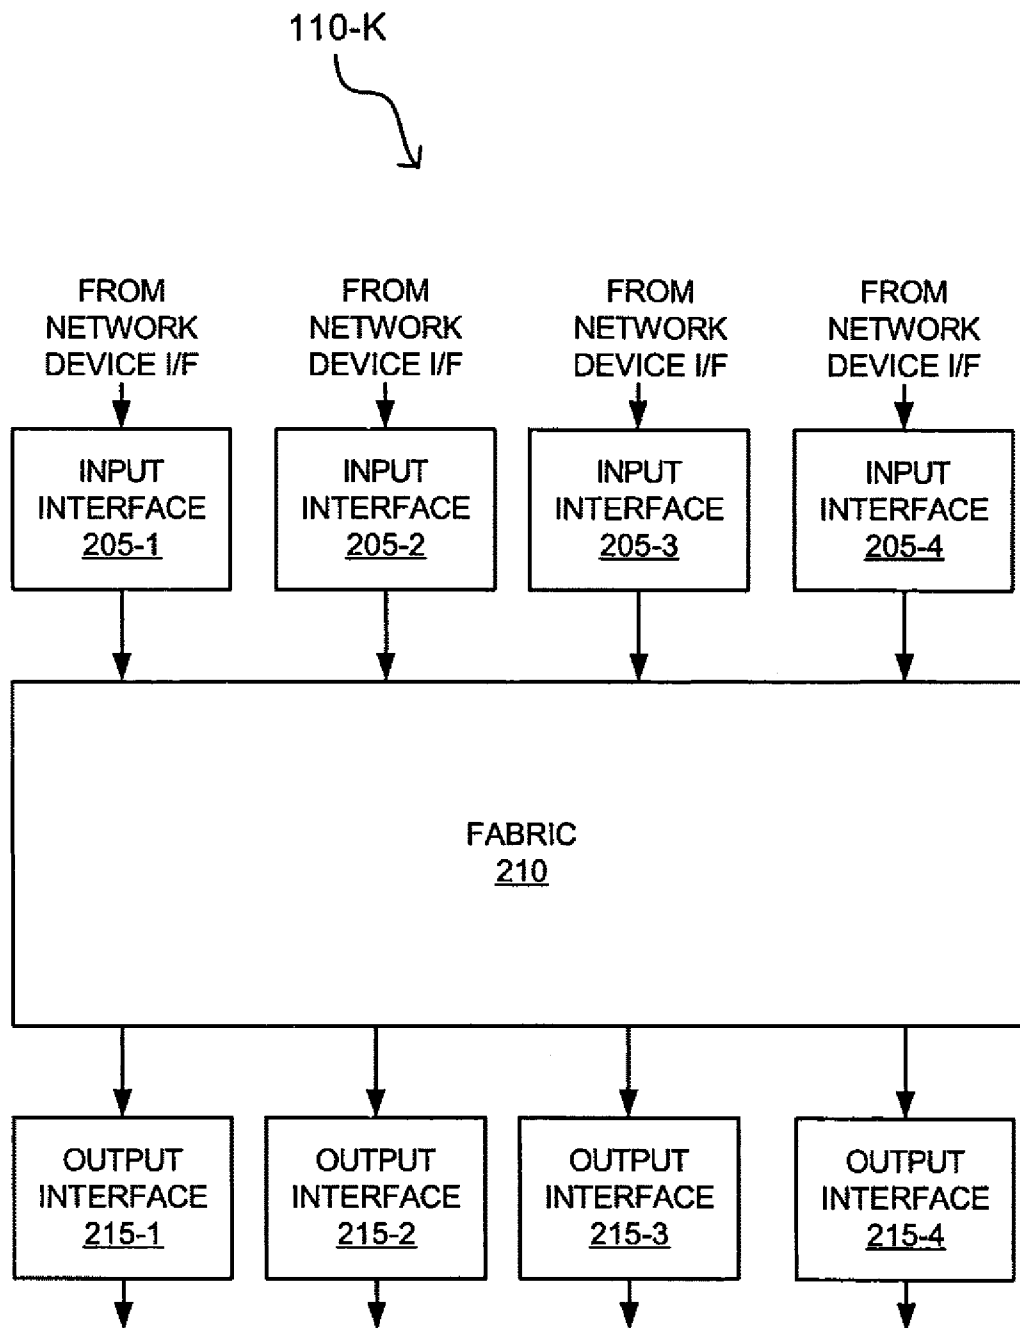 110-K
FROM NETWORK DEVICE I/F
FROM NETWORK DEVICE I/F
FROM NETWORK DEVICE I/F
FROM NETWORK DEVICE I/F
INPUT INTERFACE 205-1
INPUT INTERFACE 205-2
INPUT INTERFACE 205-3
INPUT INTERFACE 205-4
FABRIC
210
OUTPUT INTERFACE 215-1
OUTPUT INTERFACE 215-2
OUTPUT INTERFACE 215-3
OUTPUT INTERFACE 215-4